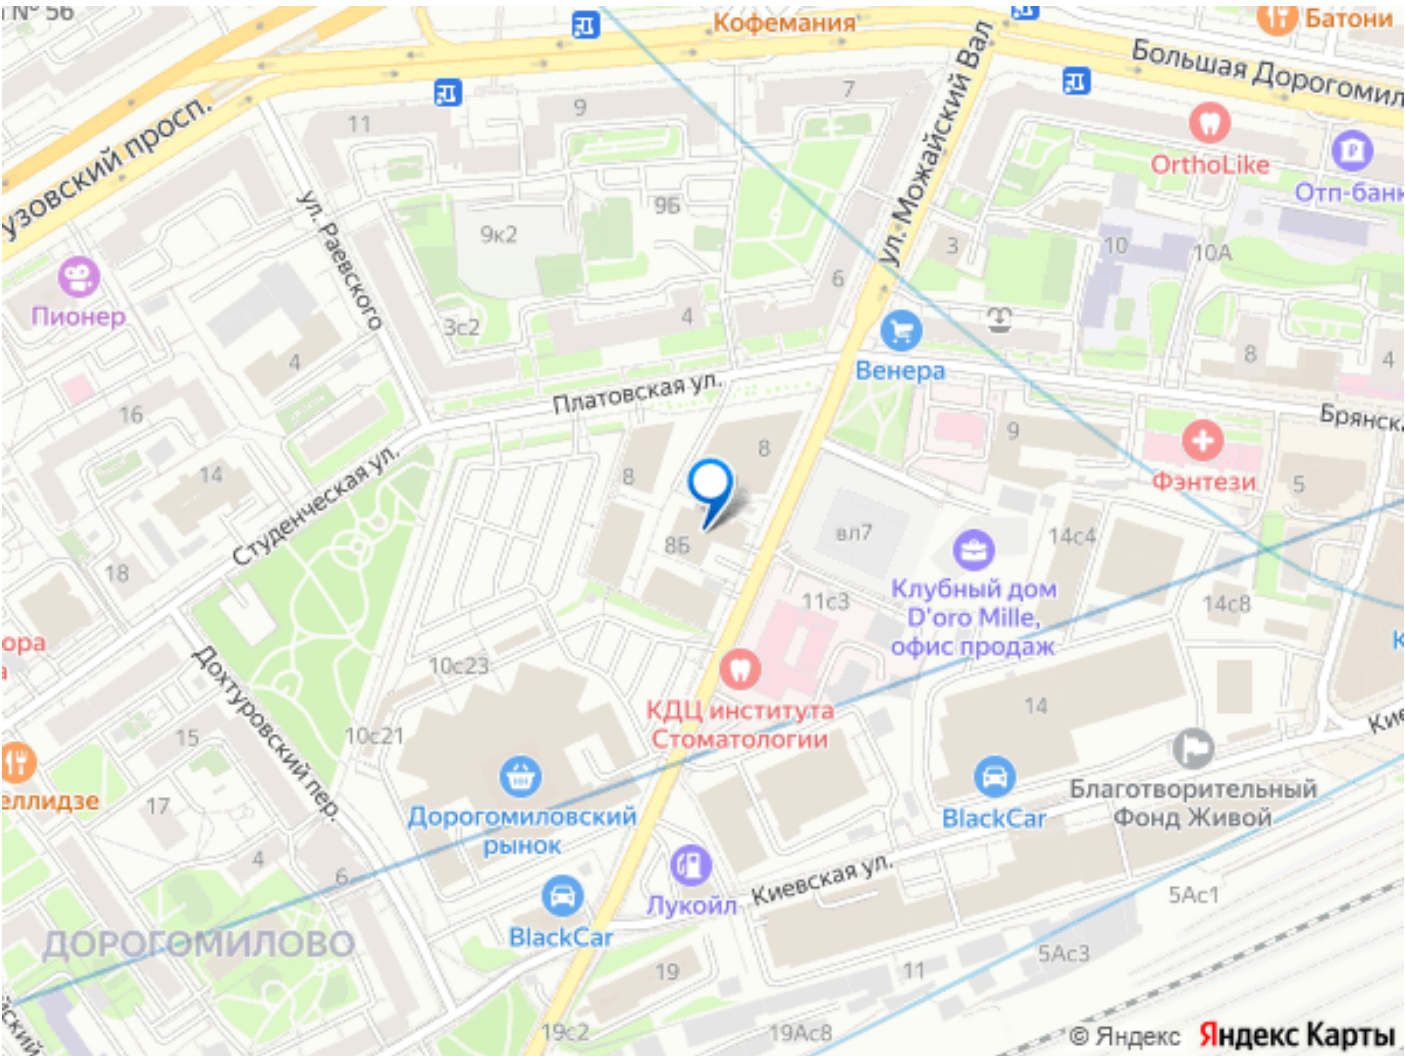 № 56
Кофемания
Батони
Большая Дорогомил
узовский просп.
11
9
7
ул. Можайский Вал
OrthoLike
Отп-банк
ул. Раевского
9Б
9к2
3
10
10А
Пионер
6
3с2
4
4
Венера
8
4
Платовская ул.
16
Брянска
9
8
8
14
Студенческая ул.
Фэнтези
5
8Б
вл7
14с4
18
Клубный дом
D'oro Mille,
офис продаж
11с3
14с8
ора
а
Дохтуровский пер.
10с23
К
КДЦ института
Стоматологии
14
Кие
15
10с21
еллидзе
17
Дорогомиловский
рынок
BlackCar
Благотворительный
Фонд Живой
4
6
Лукойл
Киевская ул.
5Ас1
ДОРОГОМИЛОВО
BlackCar
19
11
5Ас3
йский
19с2
19Ас8
© Яндекс Яндекс Карты